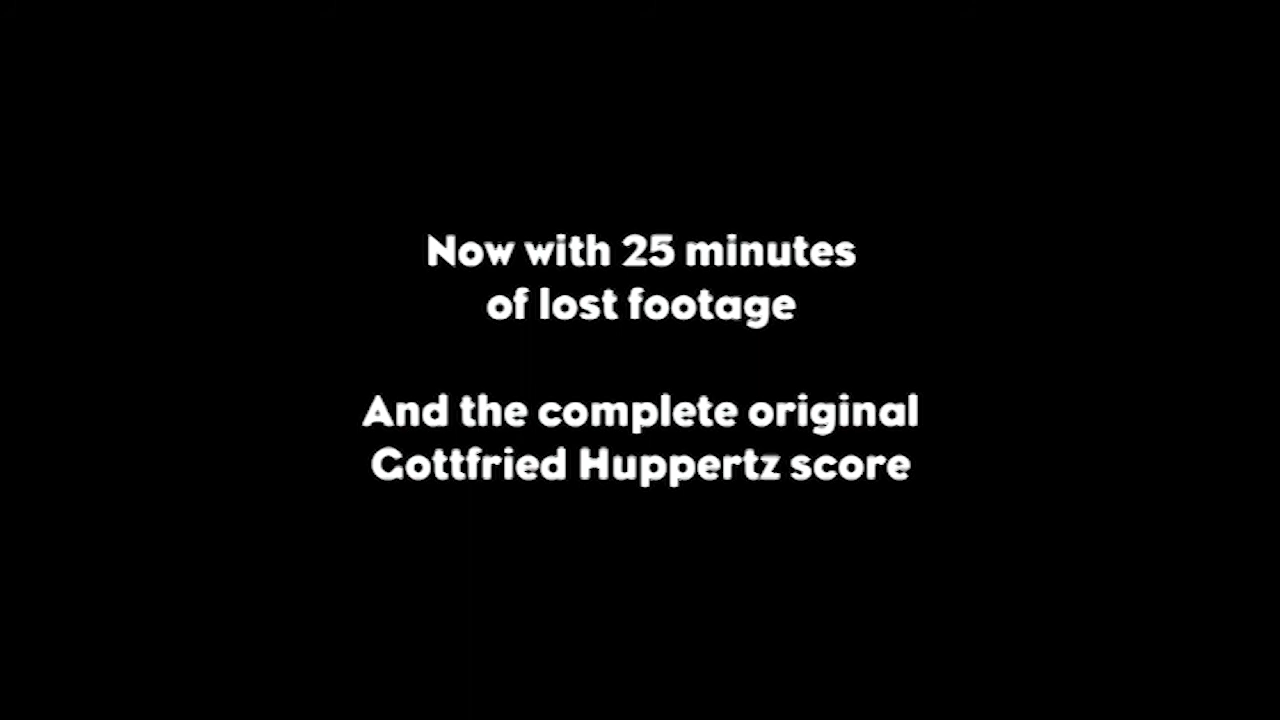 Now with 25 minutes
of lost footage
And the complete original
Gottfried Huppertz score